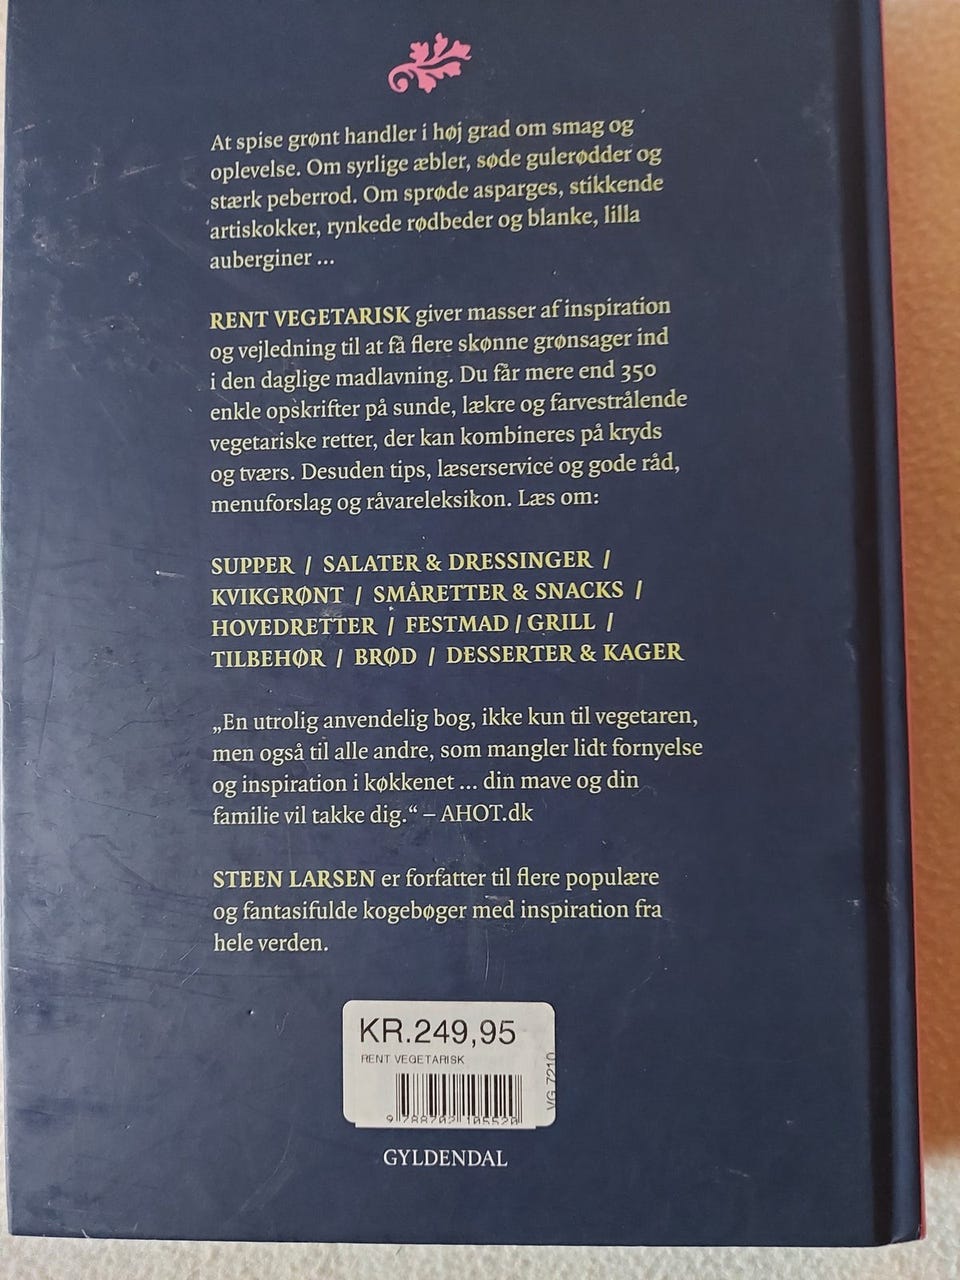 At spise grønt handler i høj grad om smag og
oplevelse. Om syrlige æbler, søde gulerødder og
stærk peberrod. Om sprøde asparges, stikkende
artiskokker, rynkede rødbeder og blanke, lilla
auberginer ...
RENT VEGETARISK giver masser af inspiration
og vejledning til at få flere skønne grønsager ind
i den daglige madlavning. Du får mere end 350
enkle opskrifter på sunde, lækre og farvestrålende
vegetariske retter, der kan kombineres på kryds
og tværs. Desuden tips, læserservice og gode råd,
menuforslag og råvareleksikon. Læs om:
SUPPER / SALATER & DRESSINGER /
KVIKGRØNT / SMÅRETTER & SNACKS /
HOVEDRETTER / FESTMAD / GRILL /
TILBEHØR / BRØD / DESSERTER & KAGER
„En utrolig anvendelig bog, ikke kun til vegetaren,
men også til alle andre, som mangler lidt fornyelse
og inspiration i køkkenet ... din mave og din
familie vil takke dig.“ – AHOT.dk
STEEN LARSEN er forfatter til flere populære
og fantasifulde kogebøger med inspiration fra
hele verden.
KR.249,95
RENT VEGETARISK
VG 7210
9 788702 105520
GYLDENDAL